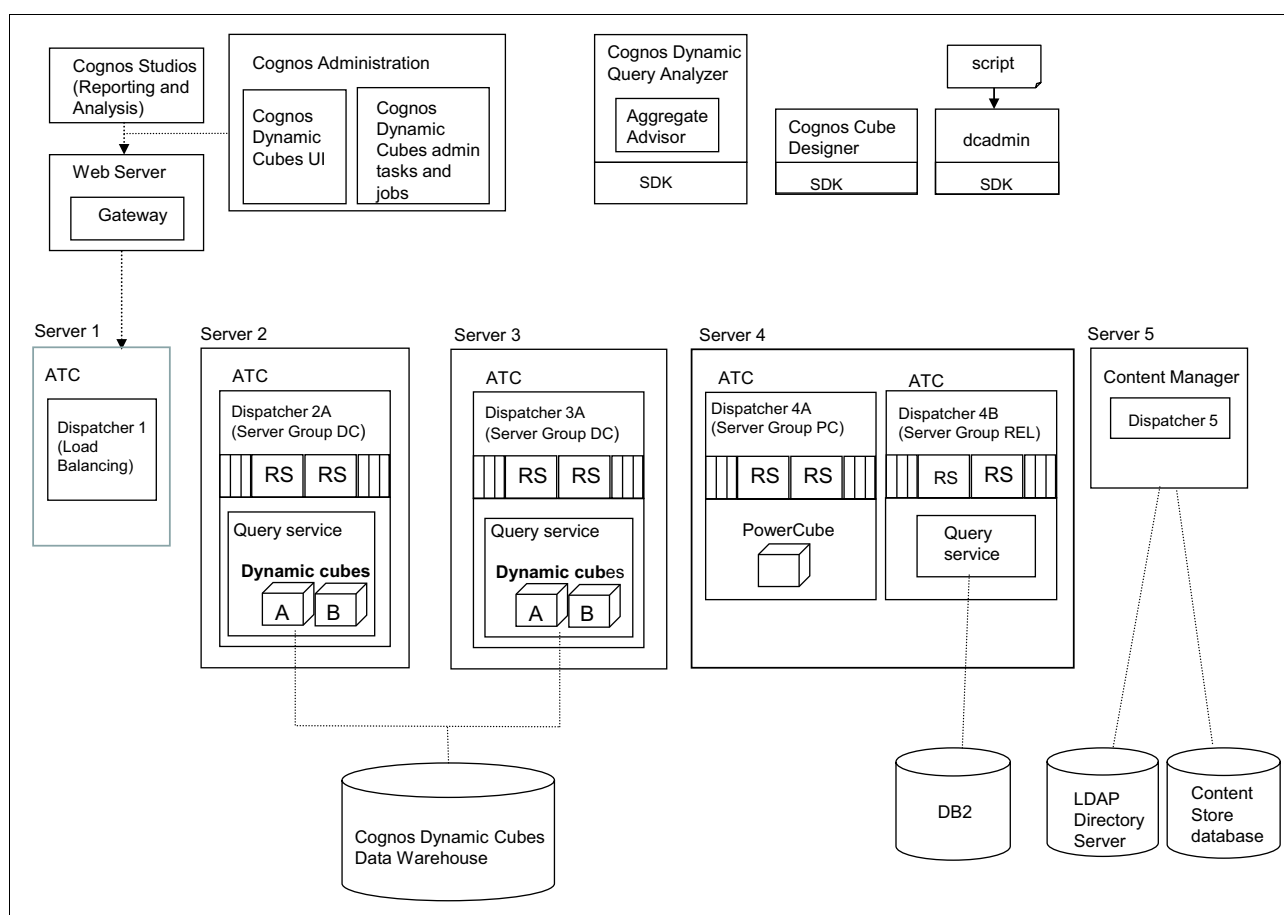 Cognos Studios
(Reporting and
Analysis)
Cognos Administration
Cognos
Dynamic
Cubes UI
Cognos
Dynamic
Cubes admin
tasks and
jobs
Cognos Dynamic
Query Analyzer
Aggregate
Advisor
SDK
Cognos Cube
Designer
SDK
script
dcadmin
SDK
Web Server
Gateway
Server 1
ATC
Dispatcher 1
(Load
Balancing)
Server 2
ATC
Dispatcher 2A
(Server Group DC)
RS
RS
Query service
Dynamic cubes
A
B
Server 3
ATC
Dispatcher 3A
(Server Group DC)
RS
RS
Query service
Dynamic cubes
A
B
Server 4
ATC
Dispatcher 4A
(Server Group PC)
RS
RS
PowerCube
ATC
Dispatcher 4B
(Server Group REL)
RS
RS
Query
service
Server 5
Content Manager
Dispatcher 5
Cognos Dynamic Cubes
Data Warehouse
DB2
LDAP
Directory
Server
Content
Store
database